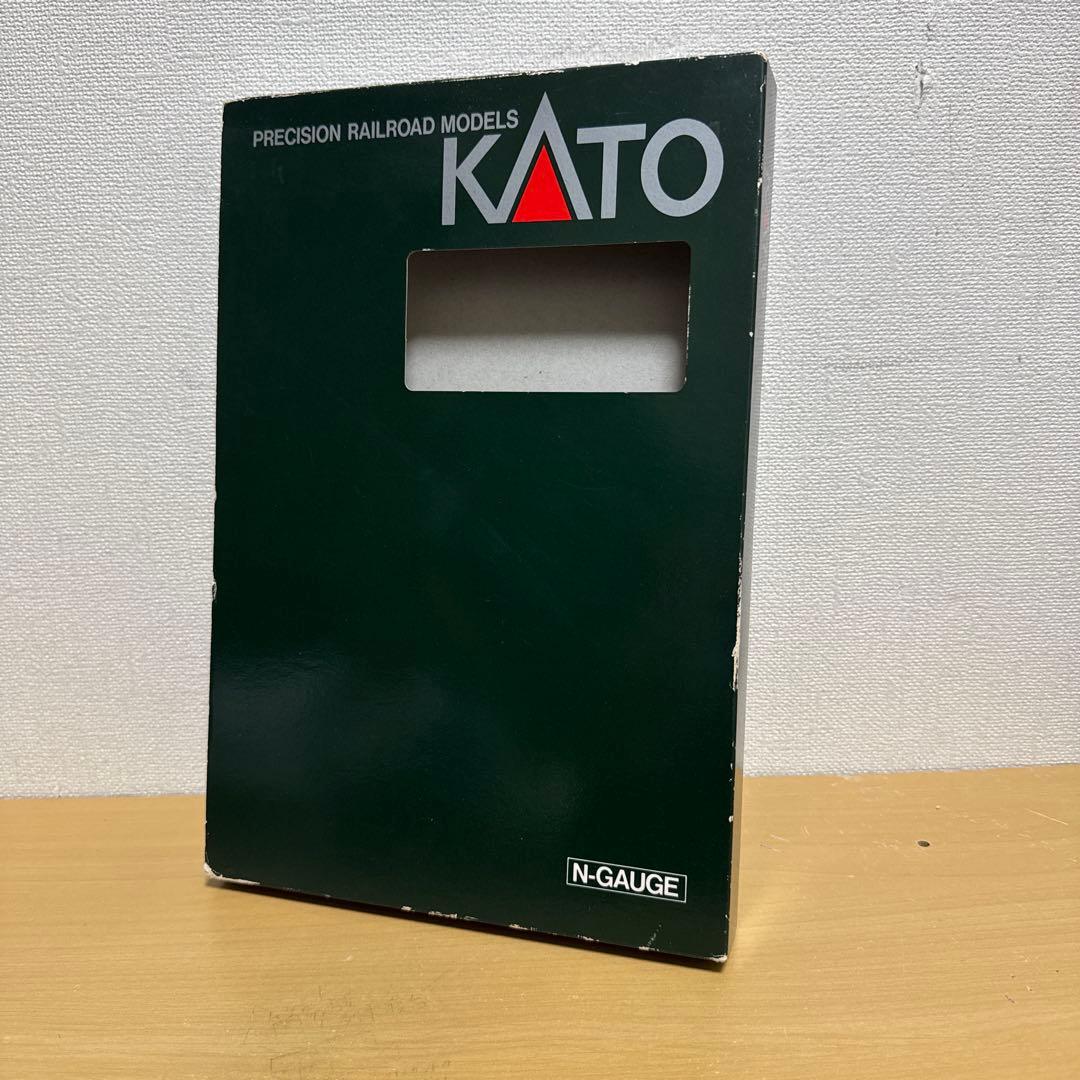 PRECISION RAILROAD MODELS
KATO
N-GAUGE